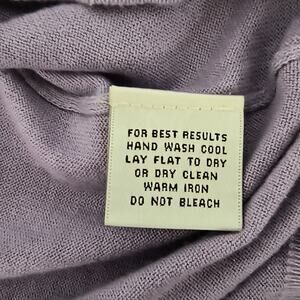 FOR BEST RESULTS
HAND WASH COOL
LAY FLAT TO DRY
OR DRY CLEAN
WARM IRON
DO NOT BLEACH